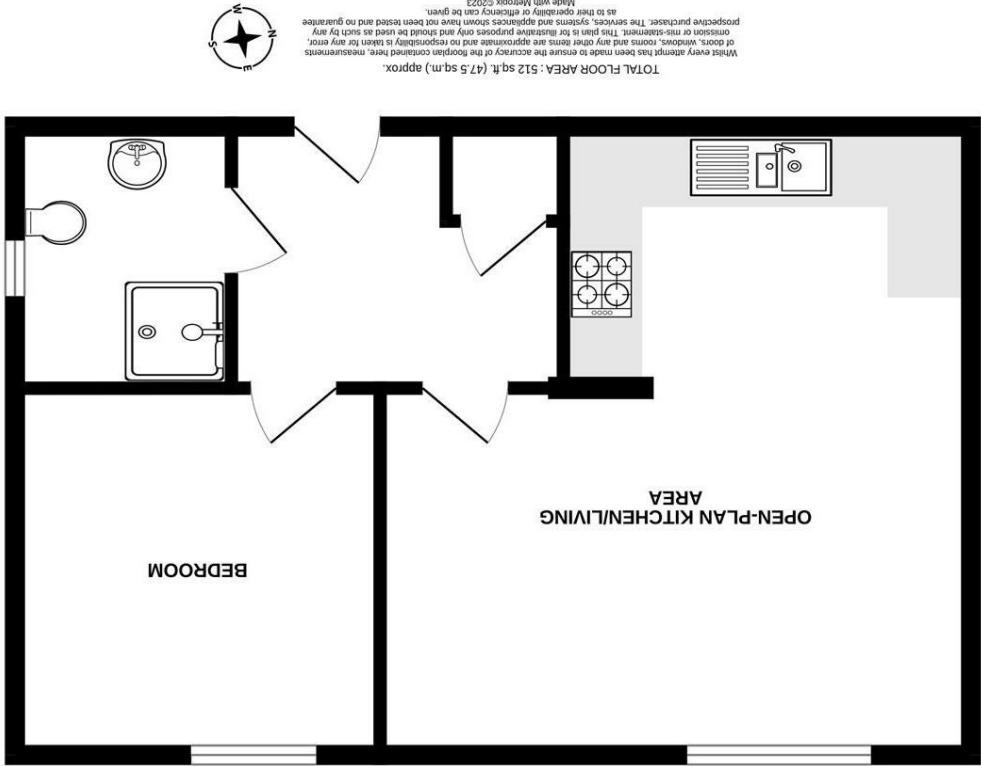 BEDROOM
OPEN-PLAN KITCHEN/LIVING
AREA
TOTAL FLOOR AREA : 512 sq.ft. (47.5 sq.m.) approx.
Whilst every attempt has been made to ensure the accuracy of the floorplan contained here, measurements
of doors, windows, rooms and any other items are approximate and no responsibility is taken for any error,
omission or mis-statement. This plan is for illustrative purposes only and should be used as such by any
prospective purchaser. The services, systems and appliances shown have not been tested and no guarantee
as to their operability or efficiency can be given.
Made with Metropix ©2023
N
E
S
W